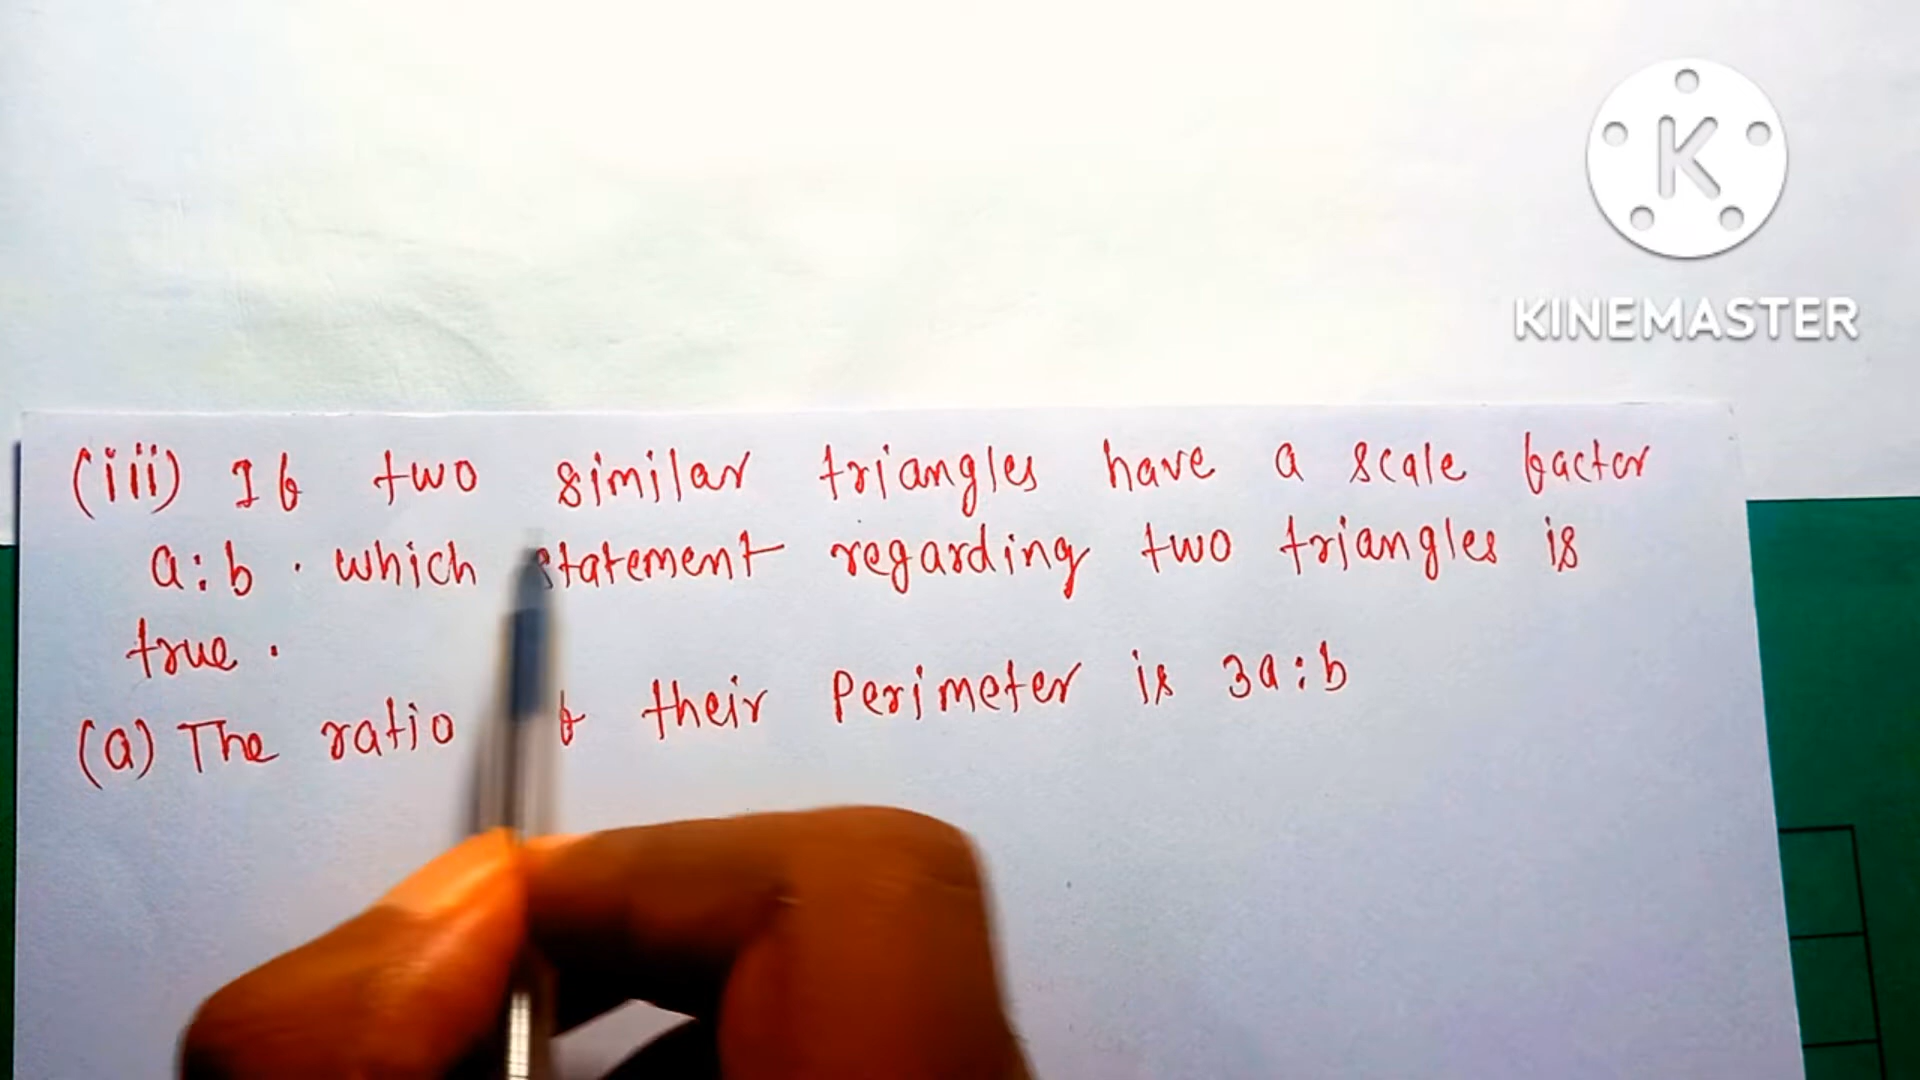 KINEMASTER
(iii) If two similar triangles have a scale factor
a:b . which statement regarding two triangles is
true .
(a) The ratio their Perimeter is 3a:b